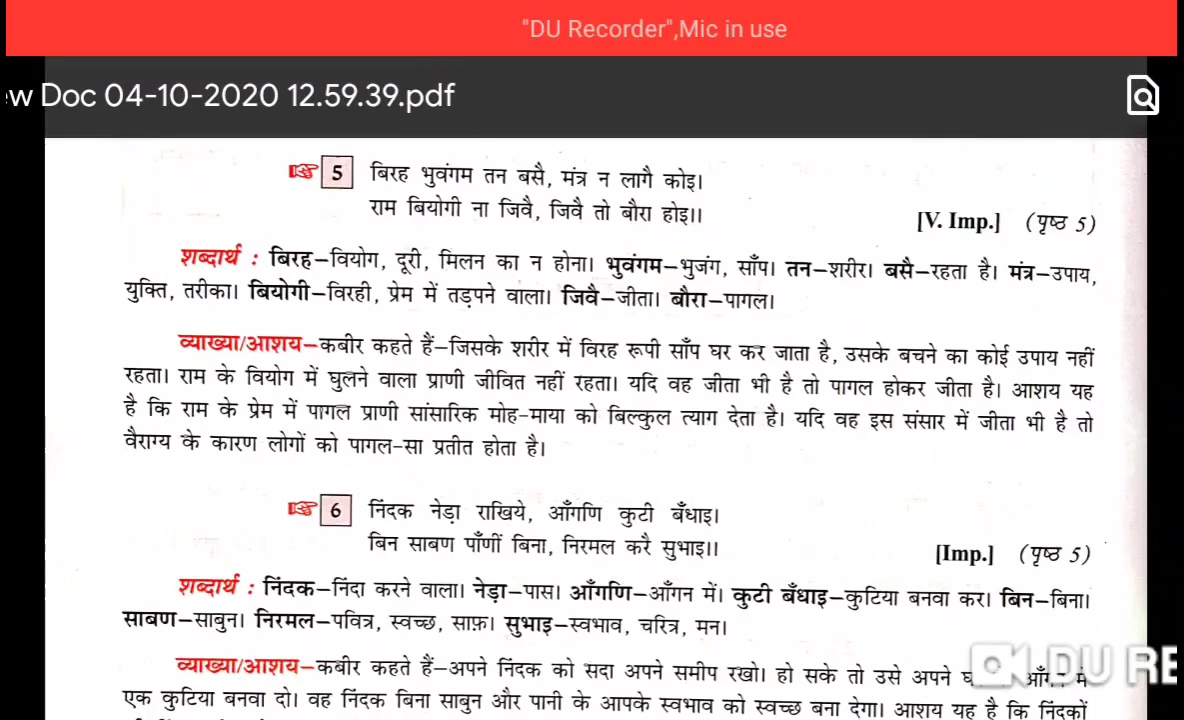 "DU Recorder",Mic in use
w Doc 04-10-2020 12.59.39.pdf
5 बिरह भुवंगम तन बसै, मंत्र न लागै कोइ।
राम बियोगी ना जिवै, जिवै तो बौरा होइ।।
[V. Imp.] (पृष्ठ 5)
शब्दार्थ : बिरह–वियोग, दूरी, मिलन का न होना। भुवंगम–भुजंग, साँप। तन–शरीर। बसै–रहता है। मंत्र–उपाय,
युक्ति, तरीका। बियोगी–विरही, प्रेम में तड़पने वाला। जिवै–जीता। बौरा–पागल।
व्याख्या/आशय–कबीर कहते हैं–जिसके शरीर में विरह रूपी साँप घर कर जाता है, उसके बचने का कोई उपाय नहीं
रहता। राम के वियोग में घुलने वाला प्राणी जीवित नहीं रहता। यदि वह जीता भी है तो पागल होकर जीता है। आशय यह
है कि राम के प्रेम में पागल प्राणी सांसारिक मोह-माया को बिल्कुल त्याग देता है। यदि वह इस संसार में जीता भी है तो
वैराग्य के कारण लोगों को पागल-सा प्रतीत होता है।
6 निंदक नेड़ा राखिये, आँगणि कुटी बँधाइ।
बिन साबण पाँणीं बिना, निरमल करै सुभाइ।।
[Imp.] (पृष्ठ 5)
शब्दार्थ : निंदक–निंदा करने वाला। नेड़ा–पास। आँगणि–आँगन में। कुटी बँधाइ–कुटिया बनवा कर। बिन–बिना।
साबण–साबुन। निरमल–पवित्र, स्वच्छ, साफ़। सुभाइ–स्वभाव, चरित्र, मन।
व्याख्या/आशय–कबीर कहते हैं–अपने निंदक को सदा अपने समीप रखो। हो सके तो उसे अपने आँगन में
एक कुटिया बनवा दो। वह निंदक बिना साबुन और पानी के आपके स्वभाव को स्वच्छ बना देगा। आशय यह है कि निंदकों
DU RE